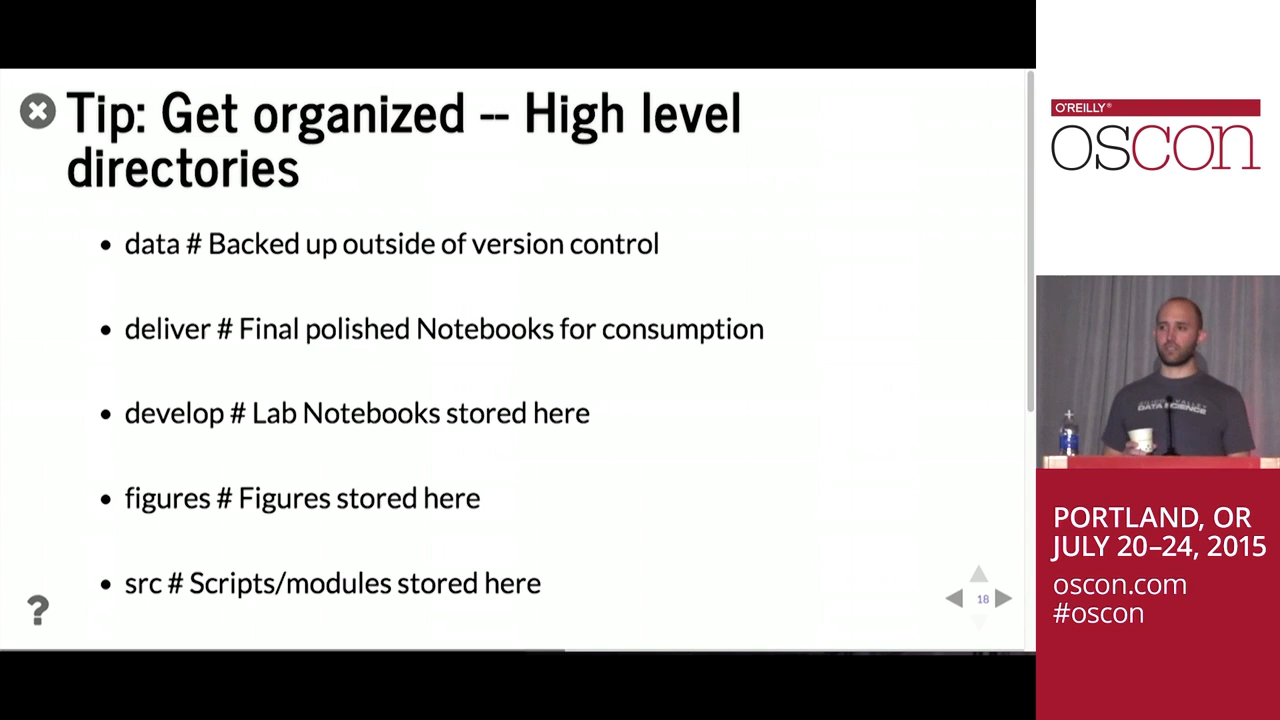 Tip: Get organized -- High level
directories
• data # Backed up outside of version control
• deliver # Final polished Notebooks for consumption
• develop # Lab Notebooks stored here
• figures # Figures stored here
• src # Scripts/modules stored here
?
18
O'REILLY®
OSCON
DATA SCIENCE
PORTLAND, OR
JULY 20–24, 2015
oscon.com
#oscon